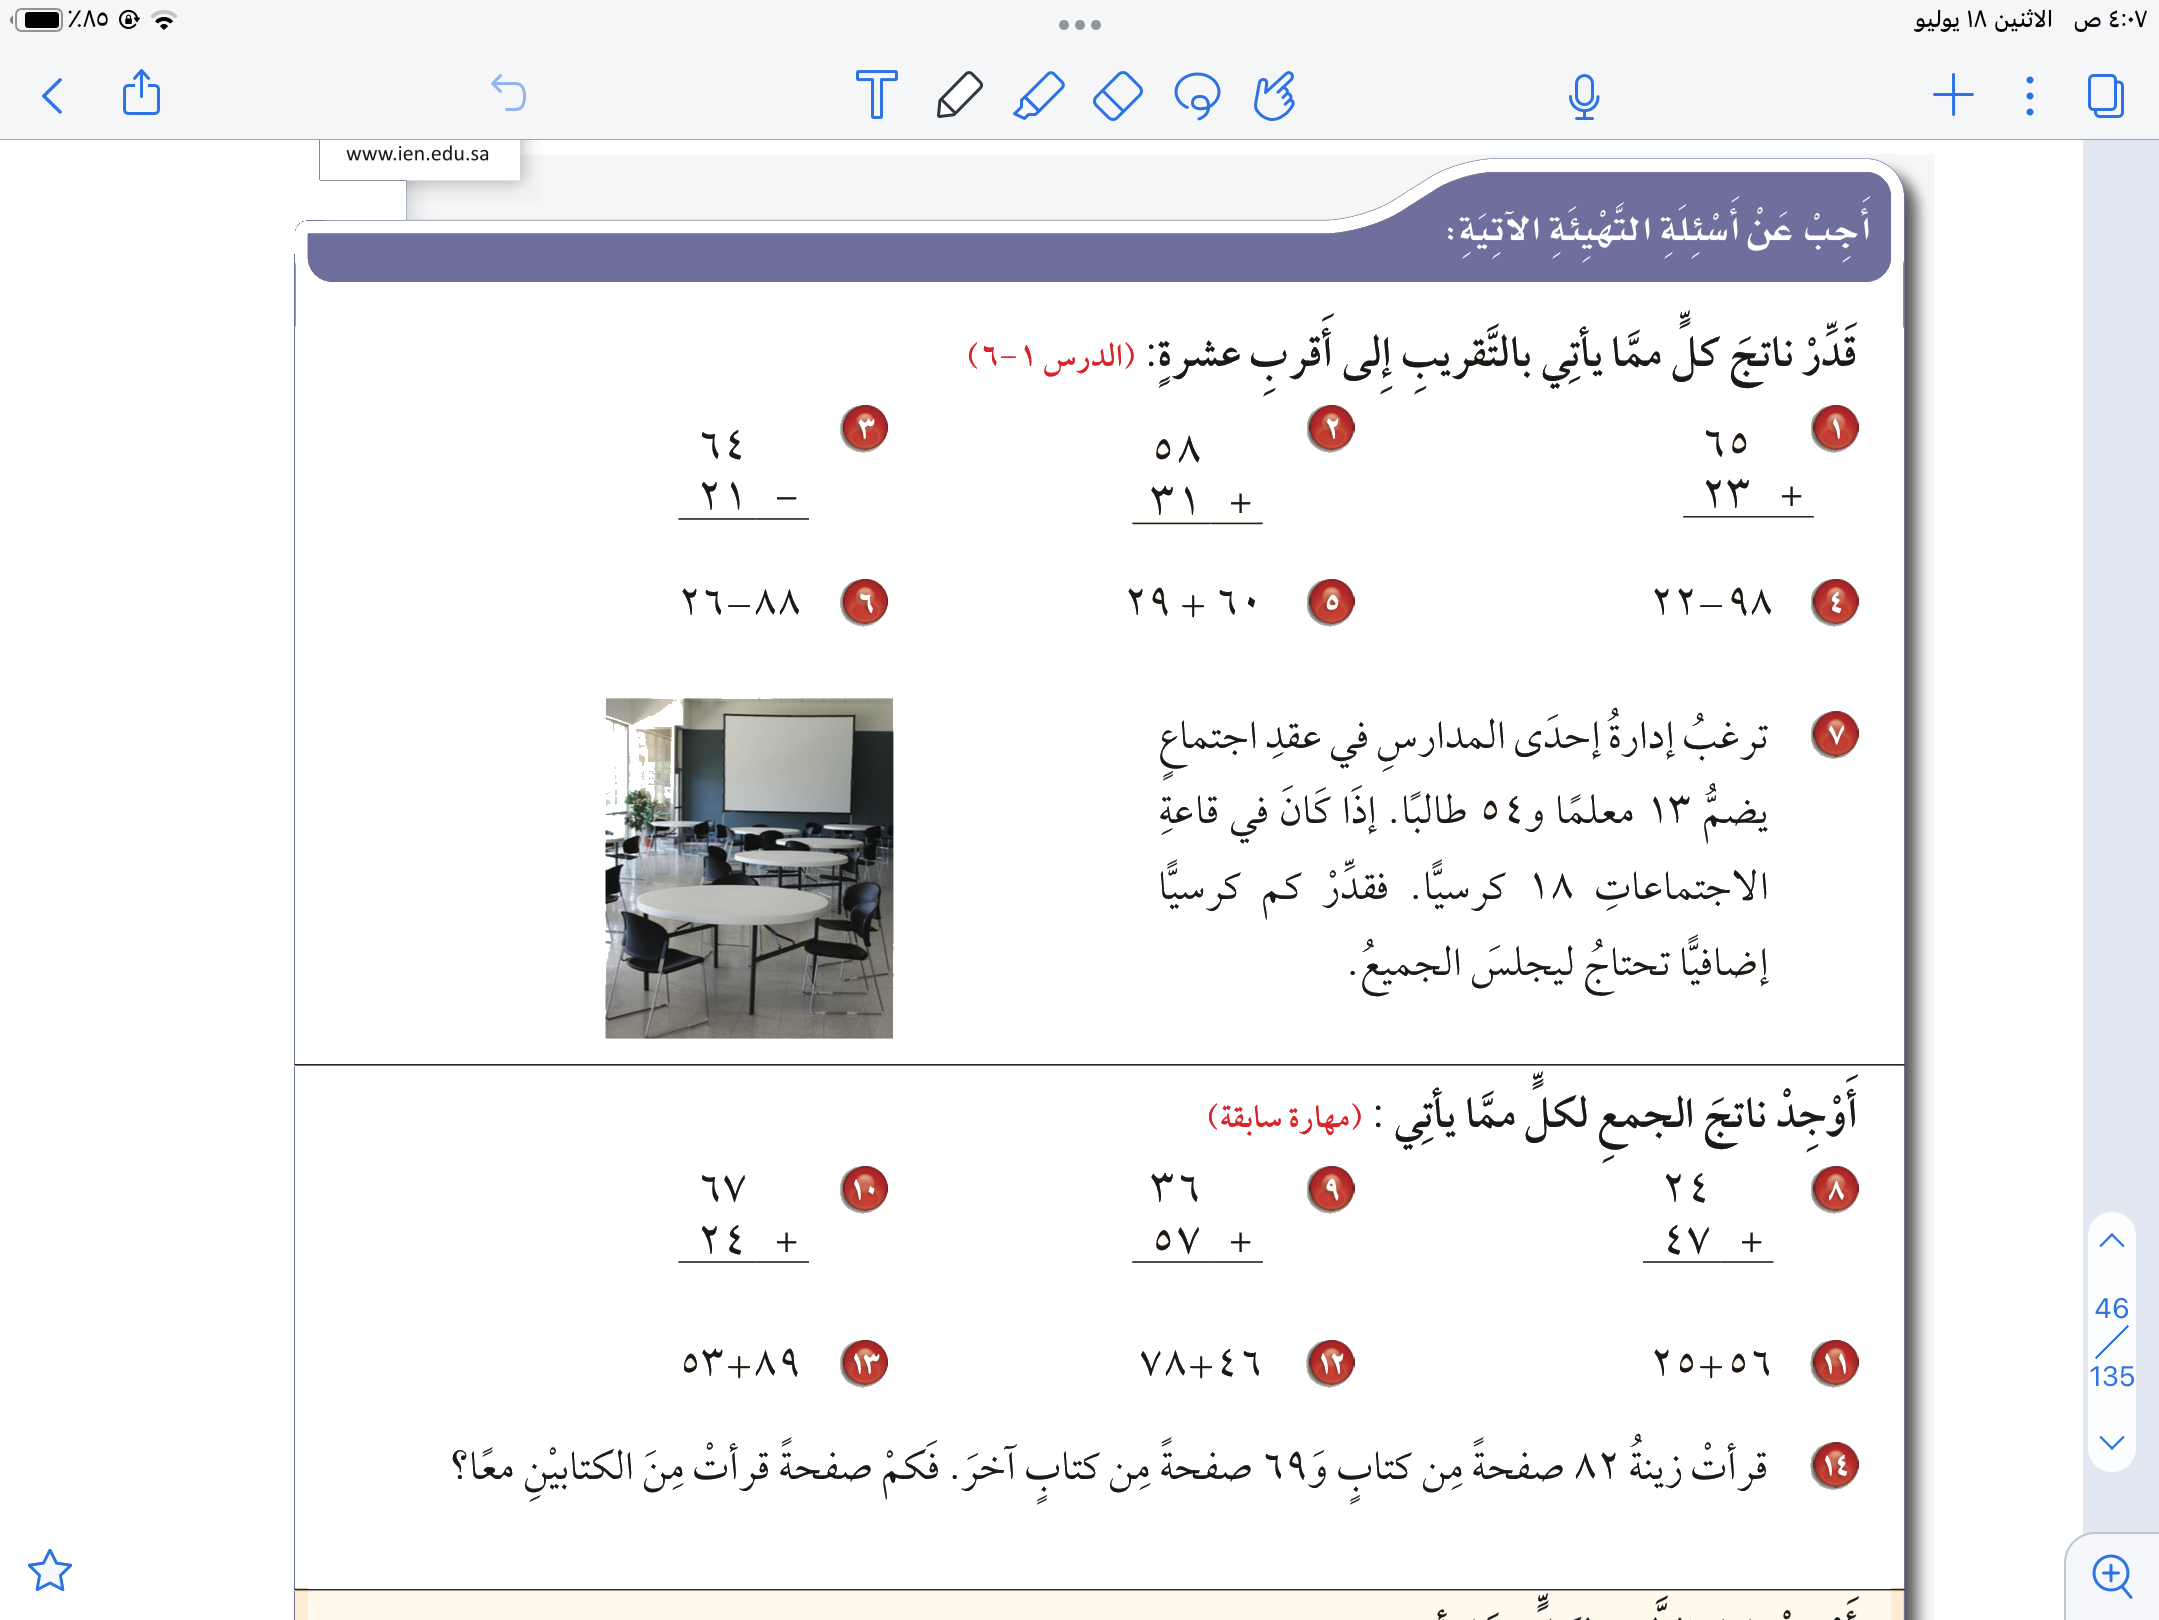 ٤:٠٧ ص الاثنين ١٨ يوليو
٪٨٥
www.ien.edu.sa
أَجِبْ عَنْ أَسْئِلَةِ التَّهْيِئَةِ الآتِيَةِ:
قَدِّرْ ناتجَ كلٍّ ممَّا يأتِي بالتَّقريبِ إِلى أَقربِ عشرةٍ: (الدرس ١-٦)
١ ٢ ٣
٦٥ ٥٨ ٦٤
+ ٢٣ + ٣١ - ٢١
٤ ٩٨-٢٢ ٥ ٦٠ + ٢٩ ٦ ٨٨-٢٦
٧ ترغبُ إدارةُ إحدَى المدارسِ في عقدِ اجتماعٍ
يضمُّ ١٣ معلمًا و٥٤ طالبًا. إذَا كَانَ في قاعةِ
الاجتماعاتِ ١٨ كرسيًّا. فقدِّرْ كم كرسيًّا
إضافيًّا تحتاجُ ليجلسَ الجميعُ.
أَوْجِدْ ناتجَ الجمعِ لكلٍّ ممَّا يأتِي : (مهارة سابقة)
٨ ٢٤ ٩ ٣٦ ١٠ ٦٧
+ ٤٧ + ٥٧ + ٢٤
١١ ٥٦+٢٥ ١٢ ٤٦+٧٨ ١٣ ٨٩+٥٣
١٤ قرأتْ زينةُ ٨٢ صفحةً مِن كتابٍ وَ٦٩ صفحةً مِن كتابٍ آخرَ. فَكمْ صفحةً قرأتْ مِنَ الكتابيْنِ معًا؟
46
135